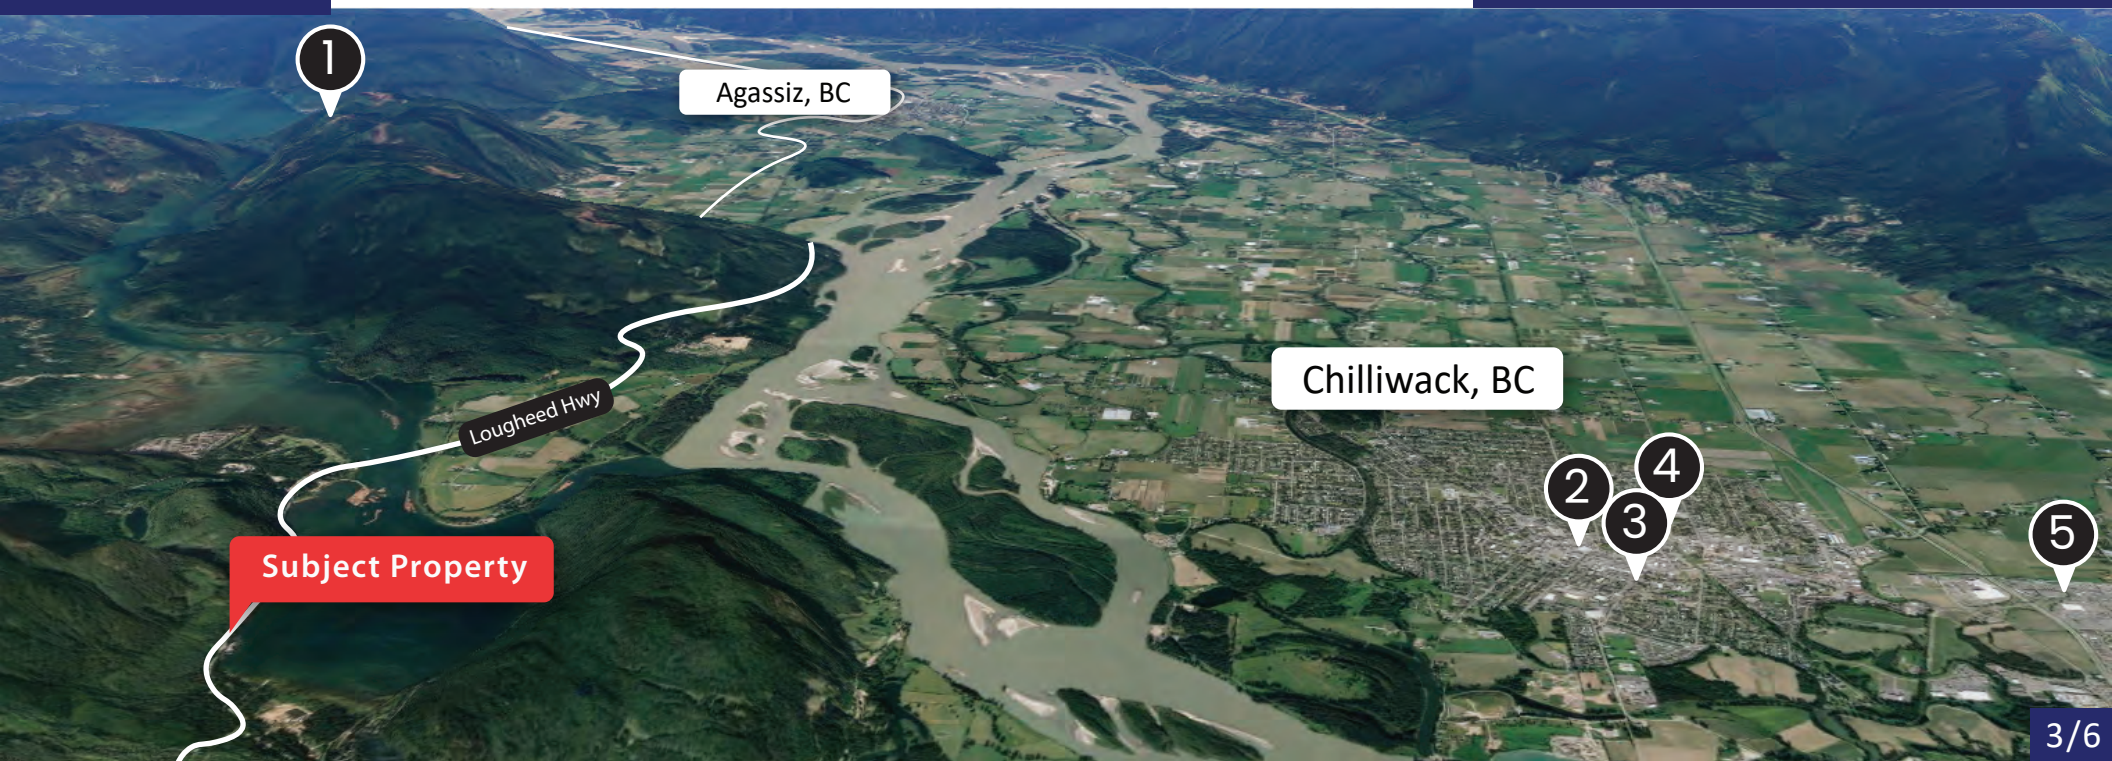 1
Agassiz, BC
Chilliwack, BC
Lougheed Hwy
4
2
3
5
Subject Property
3/6